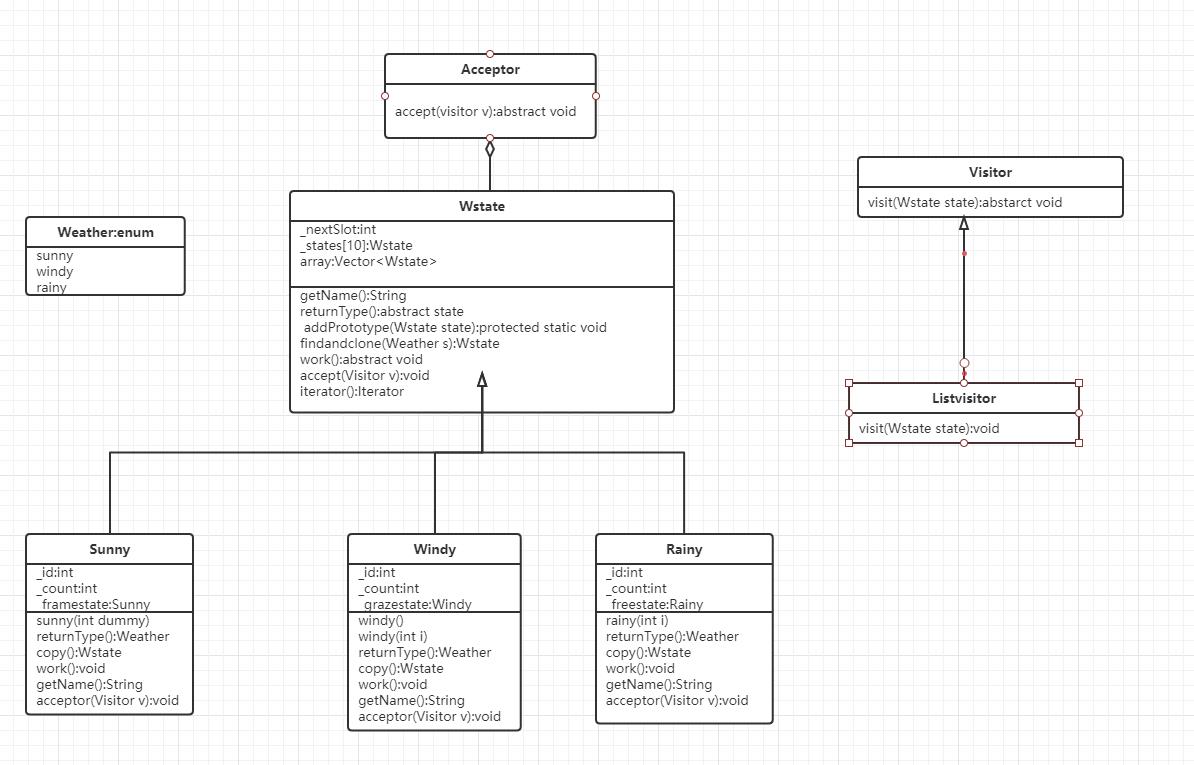 Acceptor
accept(visitor v):abstract void
Visitor
visit(Wstate state):abstarct void
Wstate
_nextSlot:int
_states[10]:Wstate
array:Vector<Wstate>
getName():String
returnType():abstract state
addPrototype(Wstate state):protected static void
findandclone(Weather s):Wstate
work():abstract void
accept(Visitor v):void
iterator():Iterator
Weather:enum
sunny
windy
rainy
Listvisitor
visit(Wstate state):void
Sunny
_id:int
_count:int
_framestate:Sunny
sunny(int dummy)
returnType():Weather
copy():Wstate
work():void
getName():String
acceptor(Visitor v):void
Windy
_id:int
_count:int
_grazestate:Windy
windy()
windy(int i)
returnType():Weather
copy():Wstate
work():void
getName():String
acceptor(Visitor v):void
Rainy
_id:int
_count:int
_freestate:Rainy
rainy(int i)
returnType():Weather
copy():Wstate
work():void
getName():String
acceptor(Visitor v):void